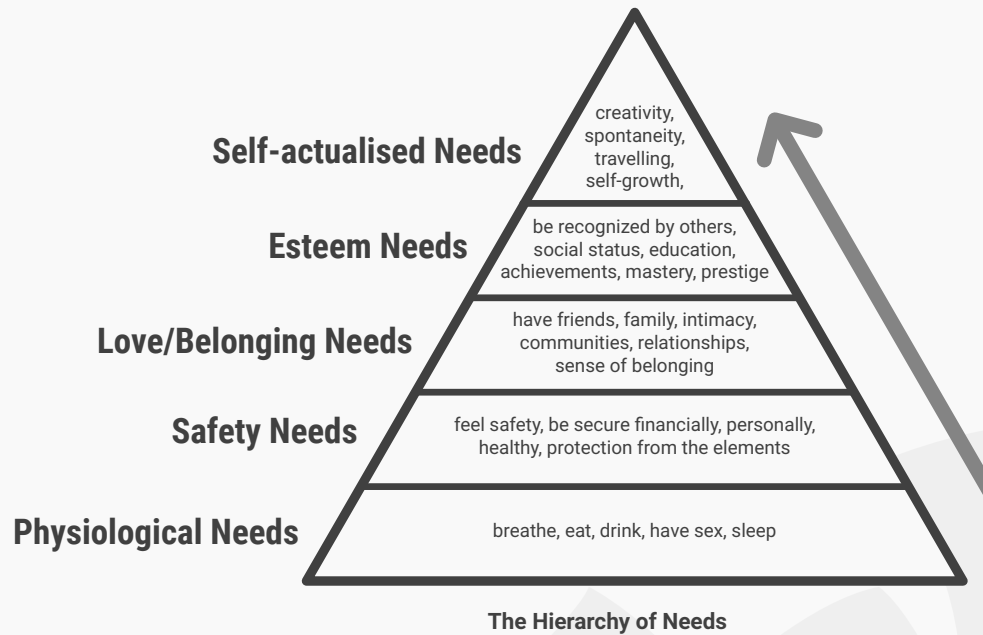 creativity,
spontaneity,
travelling,
self-growth,
Self-actualised Needs
be recognized by others,
social status, education,
achievements, mastery, prestige
Esteem Needs
have friends, family, intimacy,
communities, relationships,
sense of belonging
Love/Belonging Needs
feel safety, be secure financially, personally,
healthy, protection from the elements
Safety Needs
breathe, eat, drink, have sex, sleep
Physiological Needs
The Hierarchy of Needs